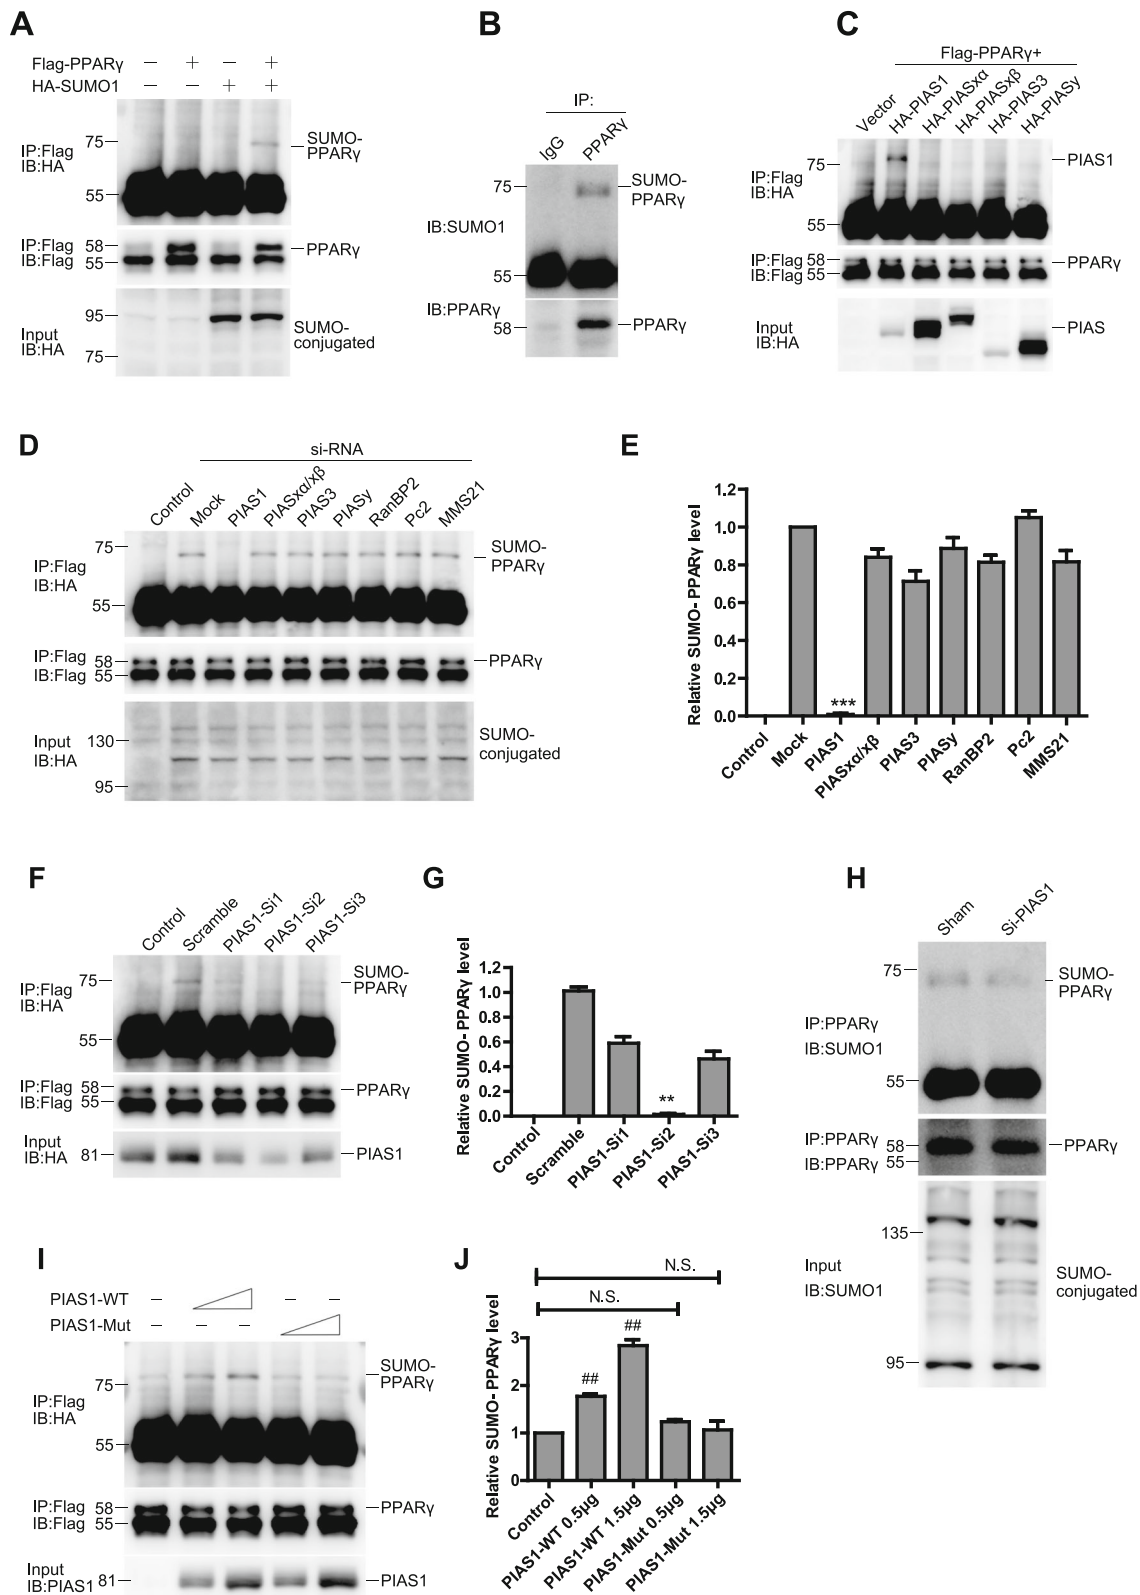 A
Flag-PPARγ – + – +
HA-SUMO1 – – + +
IP:Flag
IB:HA
75
55
SUMO-
PPARγ
IP:Flag
IB:Flag
58
55
PPARγ
Input
IB:HA
95
75
SUMO-
conjugated
B
IP:
IgG PPARγ
IB:SUMO1
75
55
SUMO-
PPARγ
IB:PPARγ
58
PPARγ
C
Flag-PPARγ+
Vector HA-PIAS1 HA-PIASxα HA-PIASxβ HA-PIAS3 HA-PIASy
IP:Flag
IB:HA
75
55
PIAS1
IP:Flag
IB:Flag
58
55
PPARγ
Input
IB:HA
PIAS
D
si-RNA
Control Mock PIAS1 PIASxα/xβ PIAS3 PIASy RanBP2 Pc2 MMS21
IP:Flag
IB:HA
75
55
SUMO-
PPARγ
IP:Flag
IB:Flag
58
55
PPARγ
Input
IB:HA
130
95
SUMO-
conjugated
E
Relative SUMO- PPARγ level
1.2
1.0
0.8
0.6
0.4
0.2
0.0
***
Control Mock PIAS1 PIASxα/xβ PIAS3 PIASy RanBP2 Pc2 MMS21
F
Control Scramble PIAS1-Si1 PIAS1-Si2 PIAS1-Si3
IP:Flag
IB:HA
75
55
SUMO-
PPARγ
IP:Flag
IB:Flag
58
55
PPARγ
Input
IB:HA
81
PIAS1
G
Relative SUMO- PPARγ level
1.2
1.0
0.8
0.6
0.4
0.2
0.0
**
Control Scramble PIAS1-Si1 PIAS1-Si2 PIAS1-Si3
H
Sham Si-PIAS1
IP:PPARγ
IB:SUMO1
75
55
SUMO-
PPARγ
IP:PPARγ
IB:PPARγ
58
55
PPARγ
Input
IB:SUMO1
135
95
SUMO-
conjugated
I
PIAS1-WT – – –
PIAS1-Mut – – –
IP:Flag
IB:HA
75
55
SUMO-
PPARγ
IP:Flag
IB:Flag
58
55
PPARγ
Input
IB:PIAS1
81
PIAS1
J
N.S.
N.S.
Relative SUMO- PPARγ level
3
2
1
0
##
##
Control PIAS1-WT 0.5µg PIAS1-WT 1.5µg PIAS1-Mut 0.5µg PIAS1-Mut 1.5µg